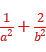 1/a² + 2/b²